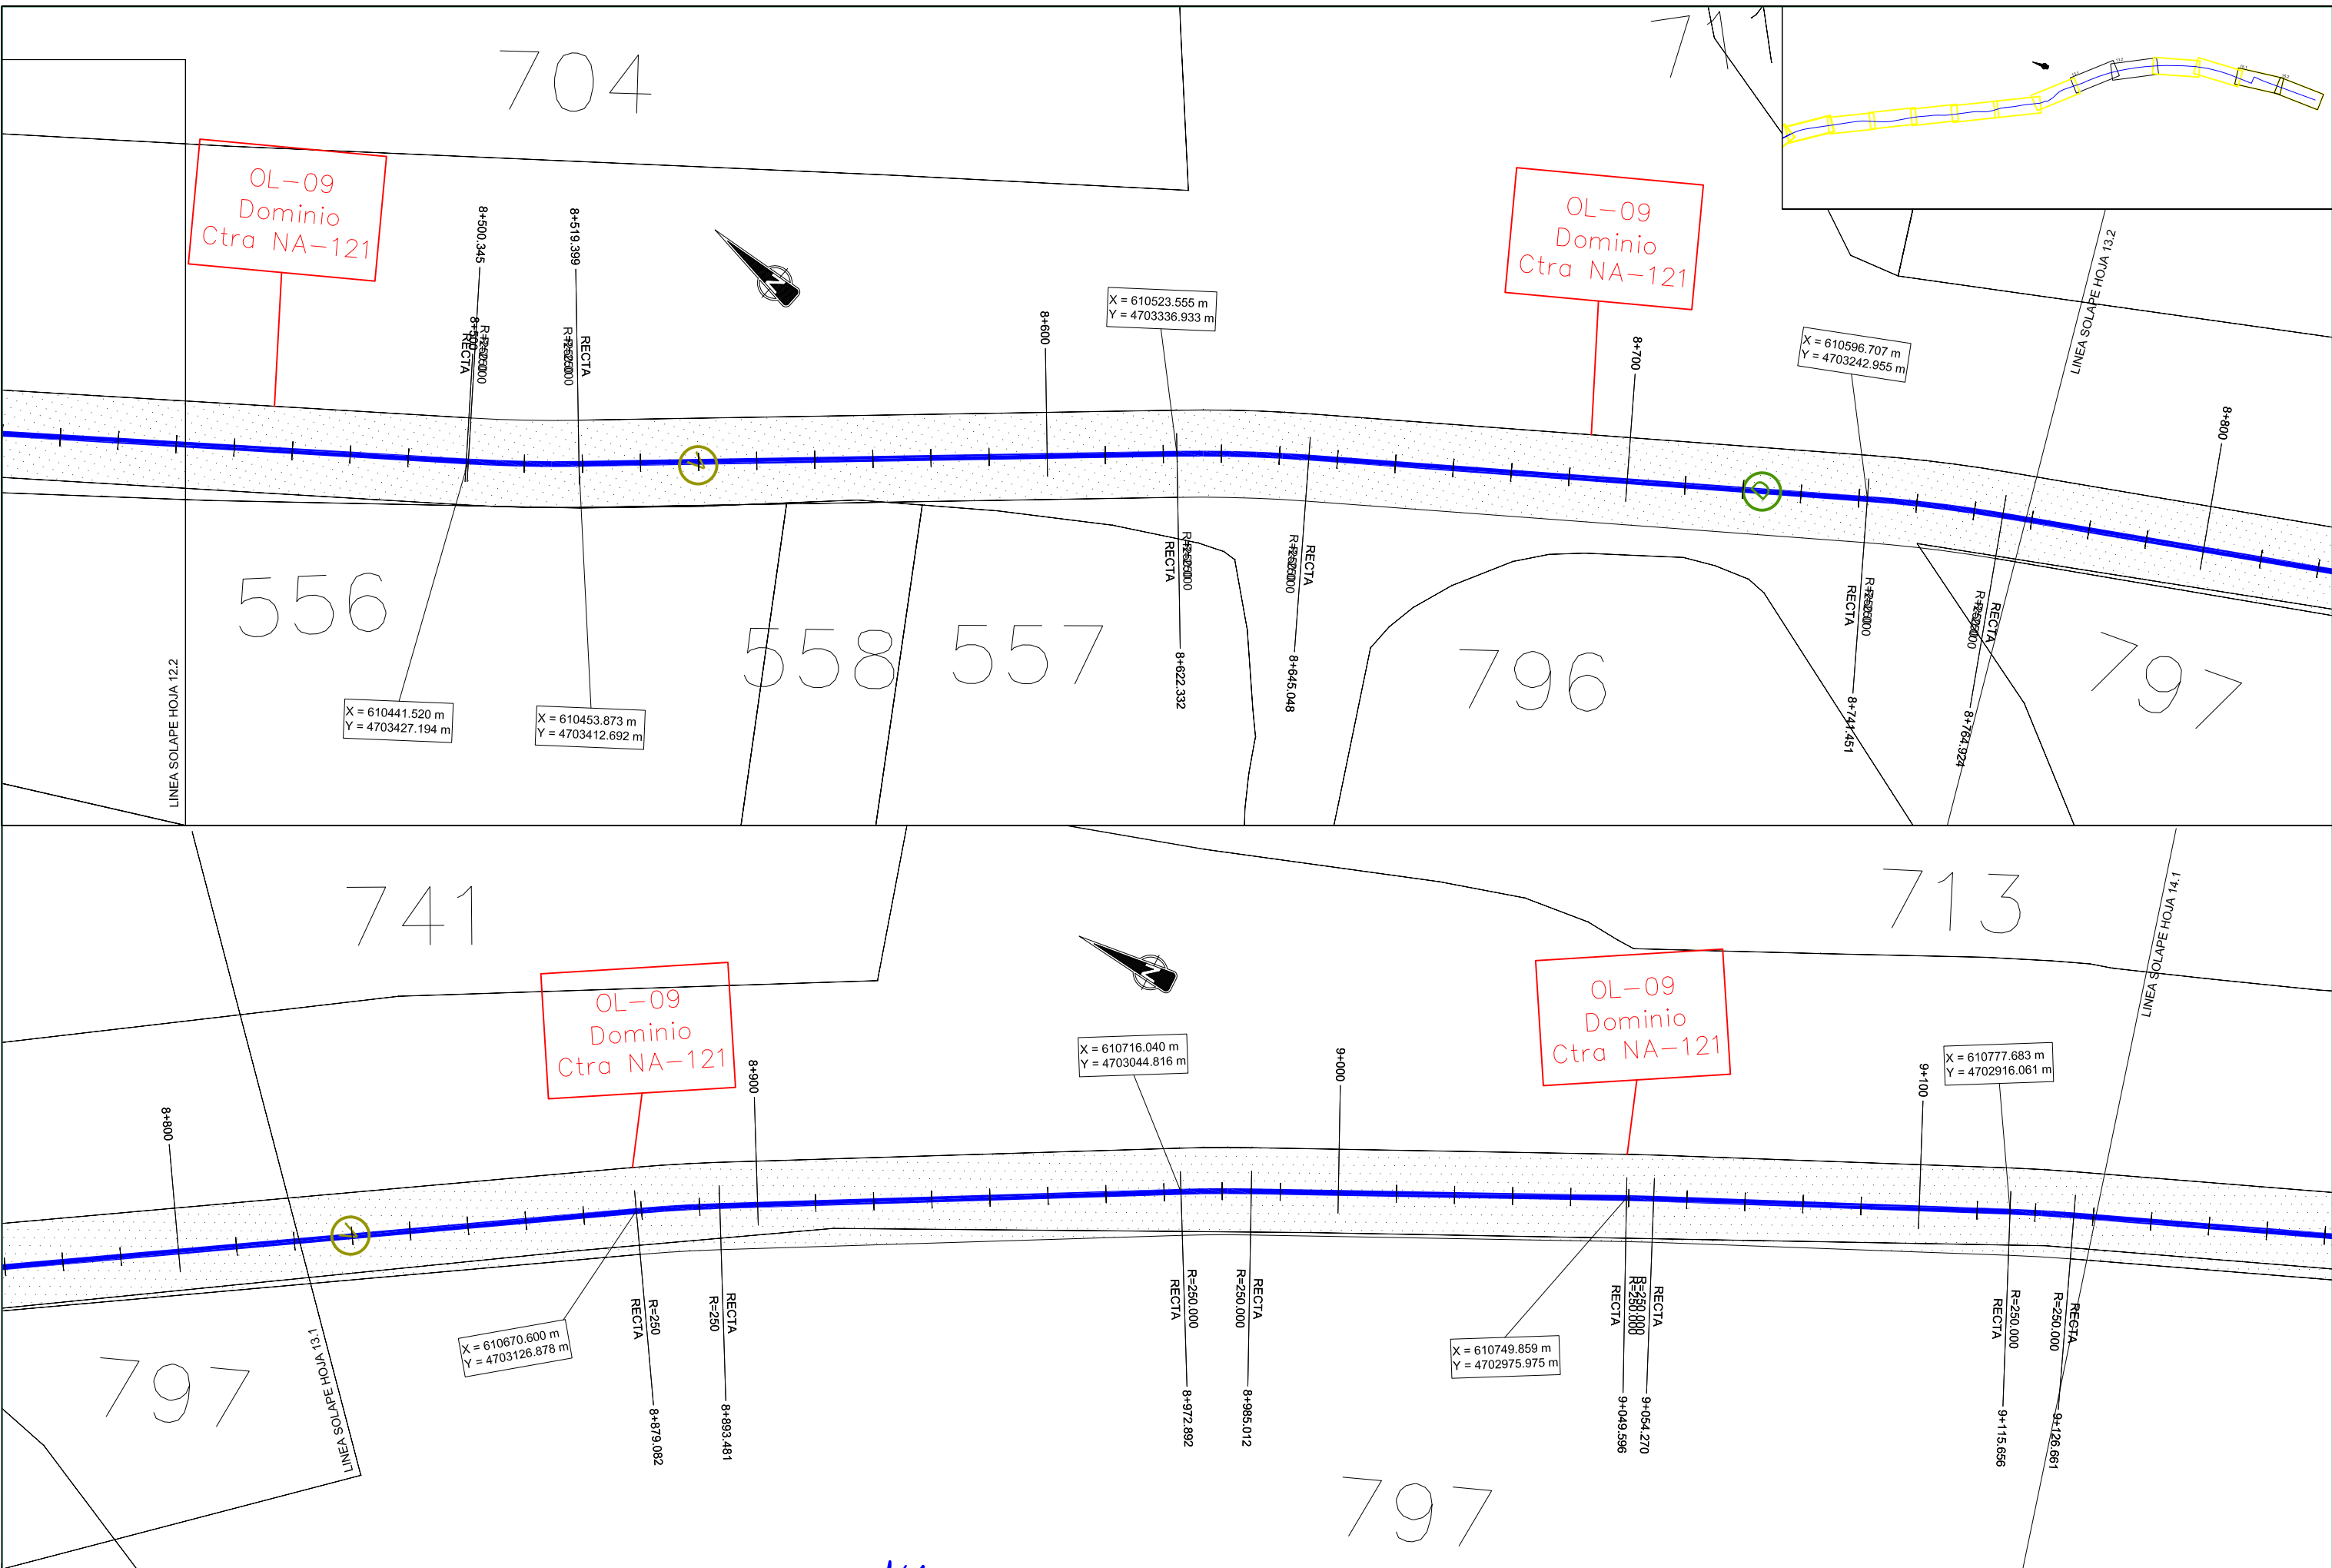 704
711
OL-09
Dominio
Ctra NA-121
OL-09
Dominio
Ctra NA-121
8+500.345
8+519.399
8+500
RECTA
RECTA
N
8+600
X = 610523.555 m
Y = 4703336.933 m
8+700
X = 610596.707 m
Y = 4703242.955 m
LINEA SOLAPE HOJA 13.2
8+800
V
D
556
558
557
796
797
RECTA
RECTA
RECTA
RECTA
8+622.332
8+645.048
8+741.451
8+764.924
LINEA SOLAPE HOJA 12.2
X = 610441.520 m
Y = 4703427.194 m
X = 610453.873 m
Y = 4703412.692 m
741
713
LINEA SOLAPE HOJA 14.1
N
OL-09
Dominio
Ctra NA-121
OL-09
Dominio
Ctra NA-121
8+800
8+900
X = 610716.040 m
Y = 4703044.816 m
9+000
9+100
X = 610777.683 m
Y = 4702916.061 m
V
LINEA SOLAPE HOJA 13.1
X = 610670.600 m
Y = 4703126.878 m
RECTA
R=250
R=250
RECTA
8+879.082
8+893.481
RECTA
R=250.000
R=250.000
RECTA
8+972.892
8+985.012
X = 610749.859 m
Y = 4702975.975 m
RECTA
R=250.000
R=250.000
RECTA
9+049.596
9+054.270
RECTA
R=250.000
R=250.000
RECTA
9+115.656
9+126.661
797
797